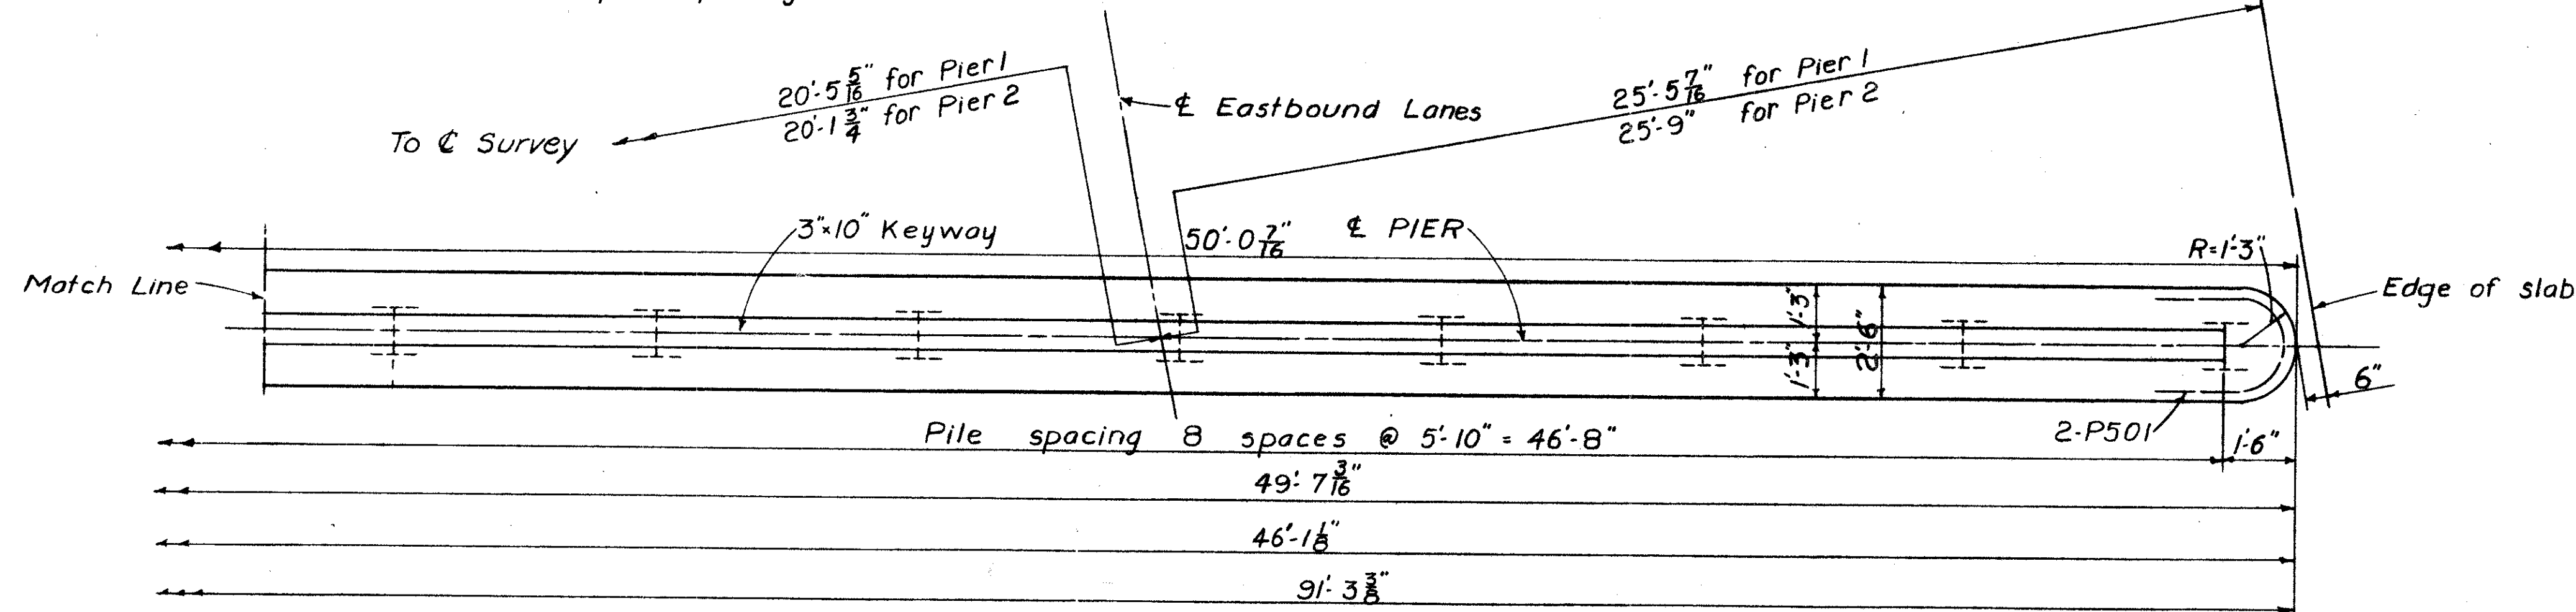 20'-5 5/16" for Pier 1
20'-1 3/4" for Pier 2
To ℄ Survey
℄ Eastbound Lanes
25'-5 7/16" for Pier 1
25'-9" for Pier 2
3"×10" Keyway
50'-0 7/16"
℄ PIER
R=1'-3"
Match Line
Edge of slab
1'-3"
1'-3"
2'-6"
6"
2-P501
1'-6"
Pile spacing 8 spaces @ 5'-10" = 46'-8"
49'-7 3/16"
46'-1 1/8"
91'-3 3/8"